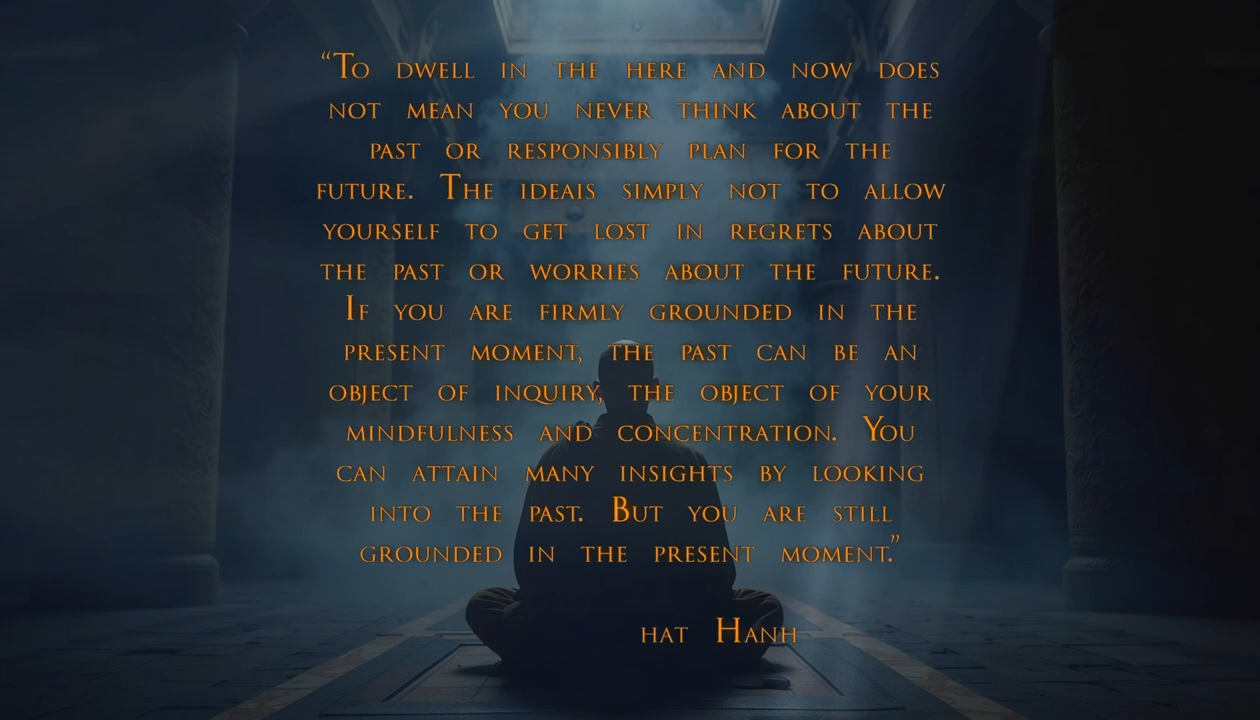 “To dwell in the here and now does
not mean you never think about the
past or responsibly plan for the
future. The ideais simply not to allow
yourself to get lost in regrets about
the past or worries about the future.
If you are firmly grounded in the
present moment, the past can be an
object of inquiry, the object of your
mindfulness and concentration. You
can attain many insights by looking
into the past. But you are still
grounded in the present moment.”
hat Hanh